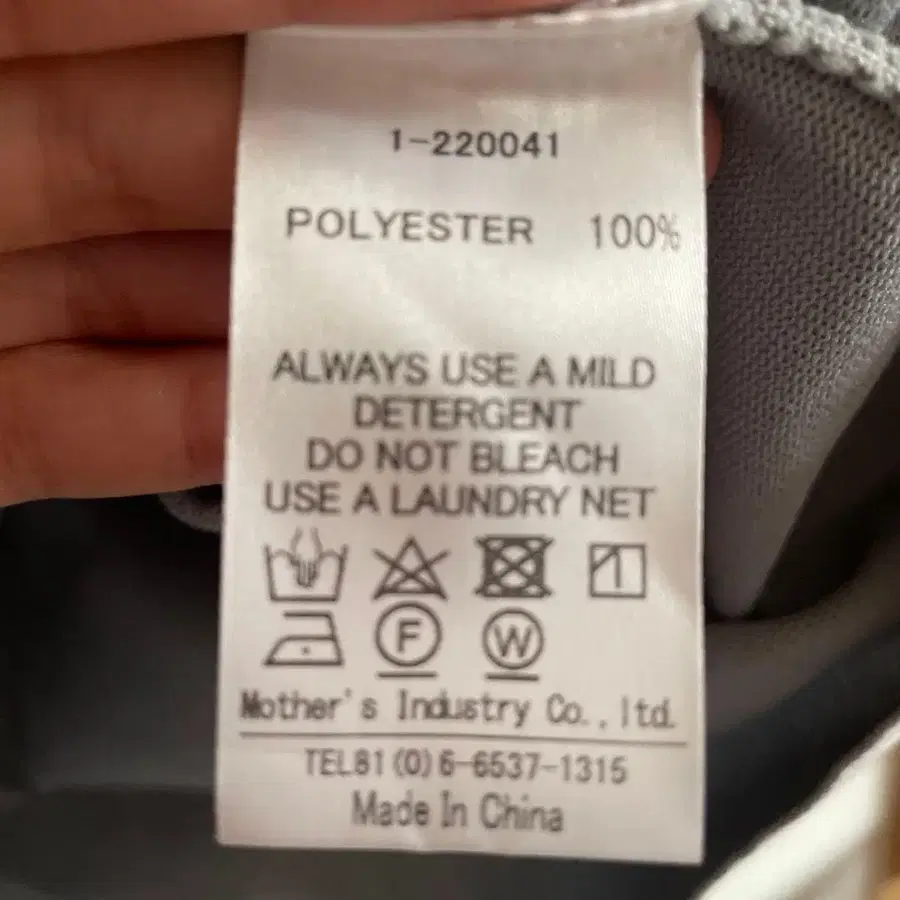 1-220041
POLYESTER 100%
ALWAYS USE A MILD
DETERGENT
DO NOT BLEACH
USE A LAUNDRY NET
F W
Mother's Industry Co.,ltd.
TEL81(0)6-6537-1315
Made In China